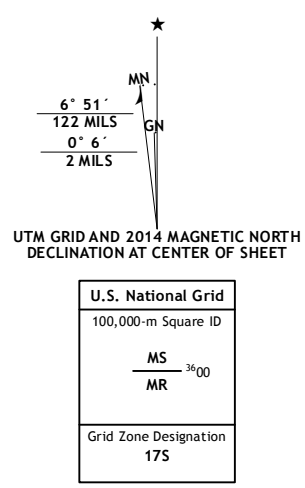 ★
MN
6° 51´
122 MILS
GN
0° 6´
2 MILS
UTM GRID AND 2014 MAGNETIC NORTH
DECLINATION AT CENTER OF SHEET
U.S. National Grid
100,000-m Square ID
MS
3600
MR
Grid Zone Designation
17S